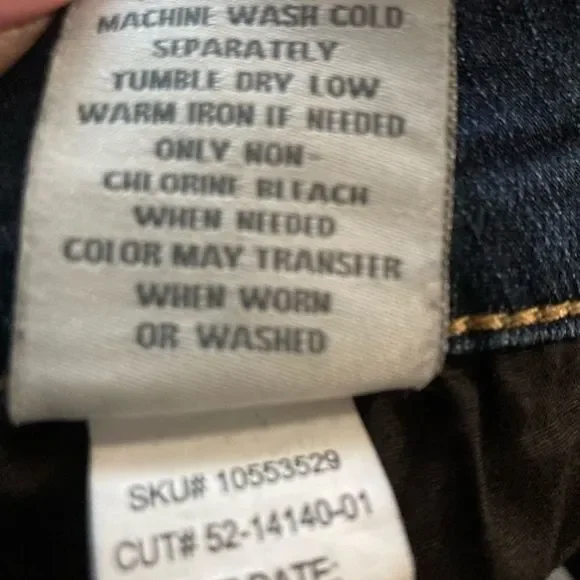 MACHINE WASH COLD
SEPARATELY
TUMBLE DRY LOW
WARM IRON IF NEEDED
ONLY NON-
CHLORINE BLEACH
WHEN NEEDED
COLOR MAY TRANSFER
WHEN WORN
OR WASHED
SKU# 10553529
CUT# 52-14140-01
DATE: